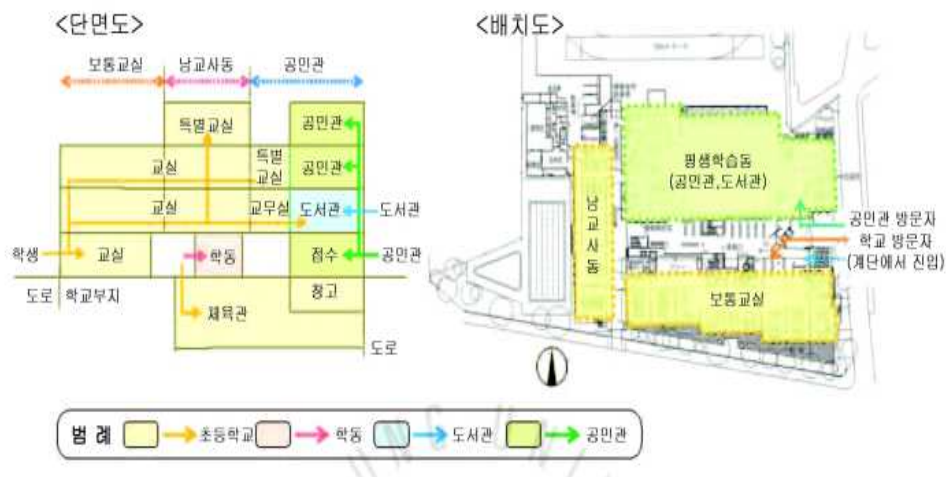 <단면도>
<배치도>
보통교실 남교사동 공민관
특별교실 공민관
교실 특별 교실 공민관
교실 교무실 도서관 도서관
학생 교실 학동 접수 공민관
도로 학교부지 체육관 창고
도로
평생학습동
(공민관,도서관)
남교사동
보통교실
공민관 방문자
학교 방문자
(계단에서 진입)
범 례 초등학교 학동 도서관 공민관